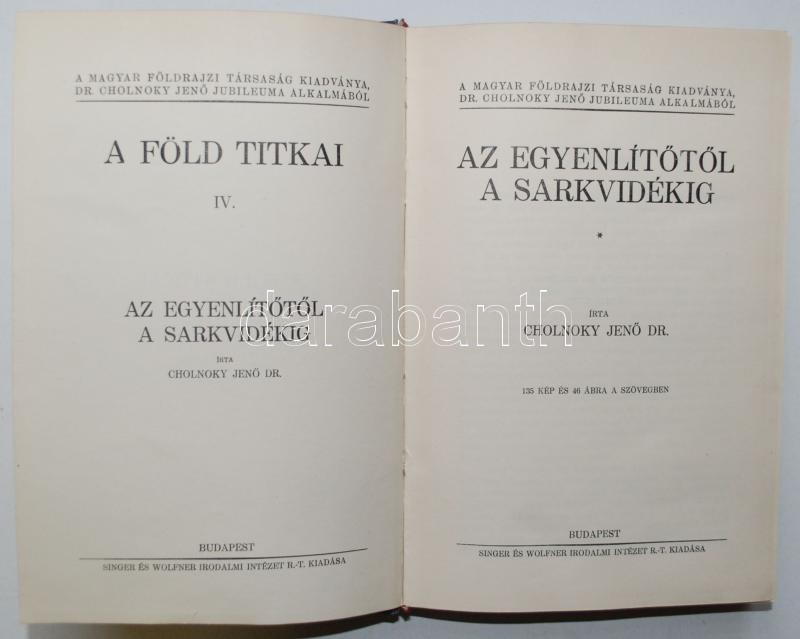 A MAGYAR FÖLDRAJZI TÁRSASÁG KIADVÁNYA,
DR. CHOLNOKY JENŐ JUBILEUMA ALKALMÁBÓL
A FÖLD TITKAI
IV.
AZ EGYENLÍTŐTŐL
A SARKVIDÉKIG
ÍRTA
CHOLNOKY JENŐ DR.
BUDAPEST
SINGER ÉS WOLFNER IRODALMI INTÉZET R.-T. KIADÁSA
A MAGYAR FÖLDRAJZI TÁRSASÁG KIADVÁNYA,
DR. CHOLNOKY JENŐ JUBILEUMA ALKALMÁBÓL
AZ EGYENLÍTŐTŐL
A SARKVIDÉKIG
*
ÍRTA
CHOLNOKY JENŐ DR.
135 KÉP ÉS 46 ÁBRA A SZÖVEGBEN
BUDAPEST
SINGER ÉS WOLFNER IRODALMI INTÉZET R.-T. KIADÁSA
darabanth